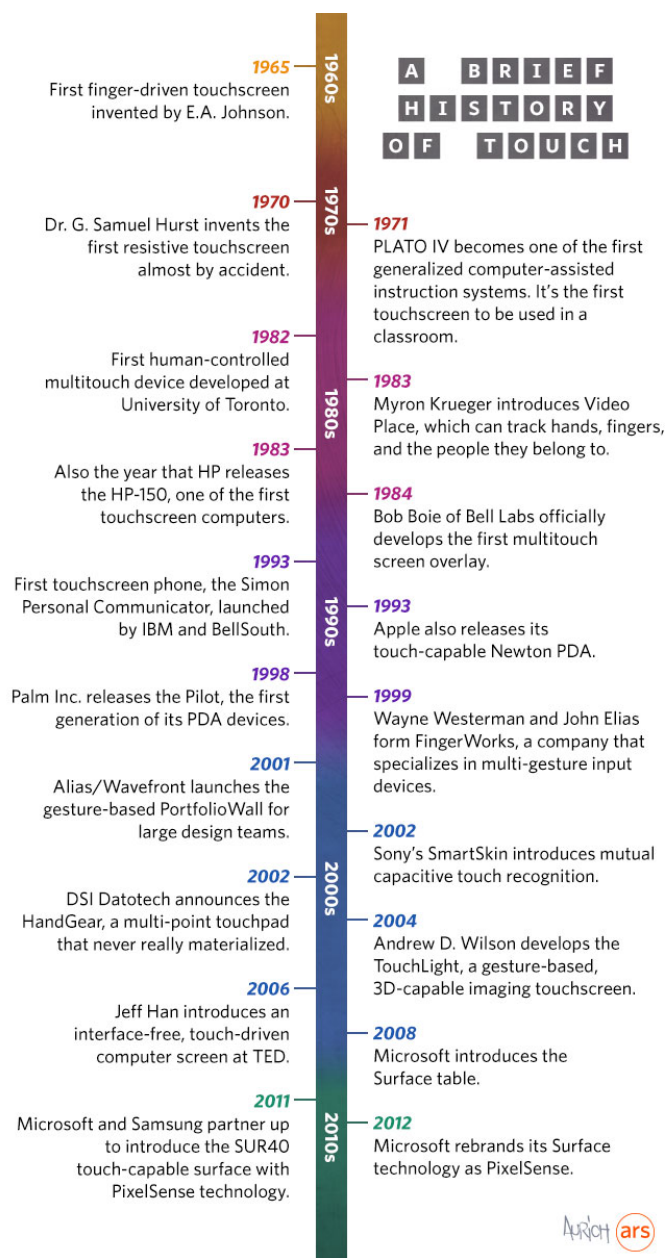 A BRIEF
HISTORY
OF TOUCH
1960s
1965
First finger-driven touchscreen
invented by E.A. Johnson.
1970s
1970
Dr. G. Samuel Hurst invents the
first resistive touchscreen
almost by accident.
1971
PLATO IV becomes one of the first
generalized computer-assisted
instruction systems. It's the first
touchscreen to be used in a
classroom.
1980s
1982
First human-controlled
multitouch device developed at
University of Toronto.
1983
Myron Krueger introduces Video
Place, which can track hands, fingers,
and the people they belong to.
1983
Also the year that HP releases
the HP-150, one of the first
touchscreen computers.
1984
Bob Boie of Bell Labs officially
develops the first multitouch
screen overlay.
1990s
1993
First touchscreen phone, the Simon
Personal Communicator, launched
by IBM and BellSouth.
1993
Apple also releases its
touch-capable Newton PDA.
1998
Palm Inc. releases the Pilot, the first
generation of its PDA devices.
1999
Wayne Westerman and John Elias
form FingerWorks, a company that
specializes in multi-gesture input
devices.
2000s
2001
Alias/Wavefront launches the
gesture-based PortfolioWall for
large design teams.
2002
Sony's SmartSkin introduces mutual
capacitive touch recognition.
2002
DSI Datotech announces the
HandGear, a multi-point touchpad
that never really materialized.
2004
Andrew D. Wilson develops the
TouchLight, a gesture-based,
3D-capable imaging touchscreen.
2006
Jeff Han introduces an
interface-free, touch-driven
computer screen at TED.
2008
Microsoft introduces the
Surface table.
2010s
2011
Microsoft and Samsung partner up
to introduce the SUR40
touch-capable surface with
PixelSense technology.
2012
Microsoft rebrands its Surface
technology as PixelSense.
AURICH ars